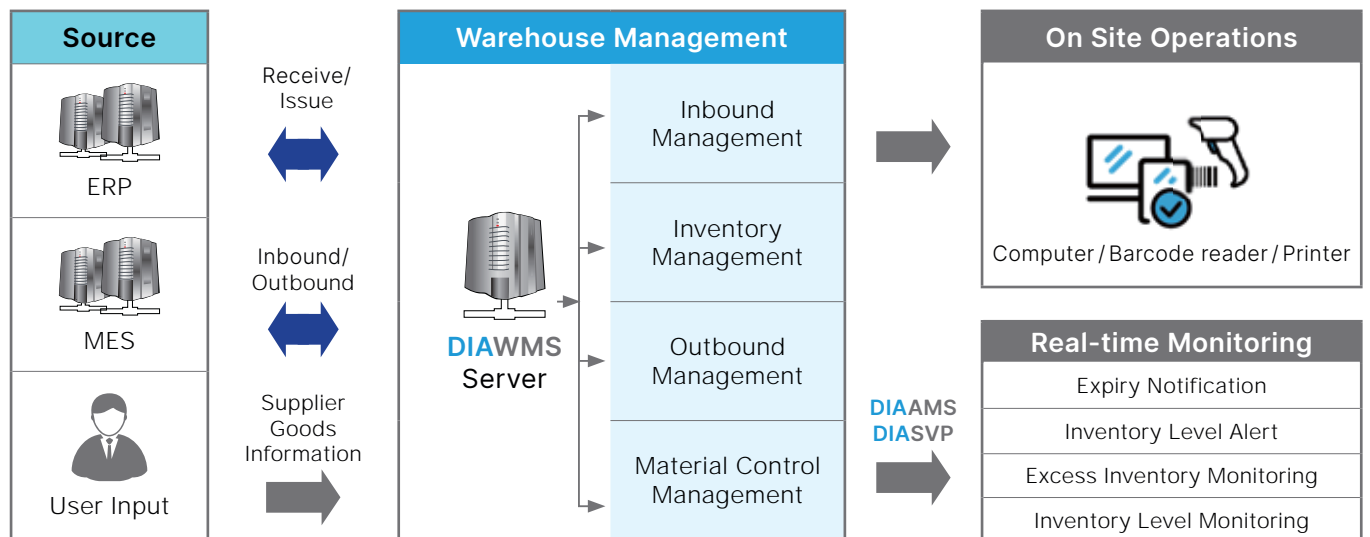 Source
ERP
MES
User Input
Receive/
Issue
Inbound/
Outbound
Supplier
Goods
Information
Warehouse Management
DIAWMS
Server
Inbound
Management
Inventory
Management
Outbound
Management
Material Control
Management
DIAAMS
DIASVP
On Site Operations
Computer / Barcode reader / Printer
Real-time Monitoring
Expiry Notification
Inventory Level Alert
Excess Inventory Monitoring
Inventory Level Monitoring